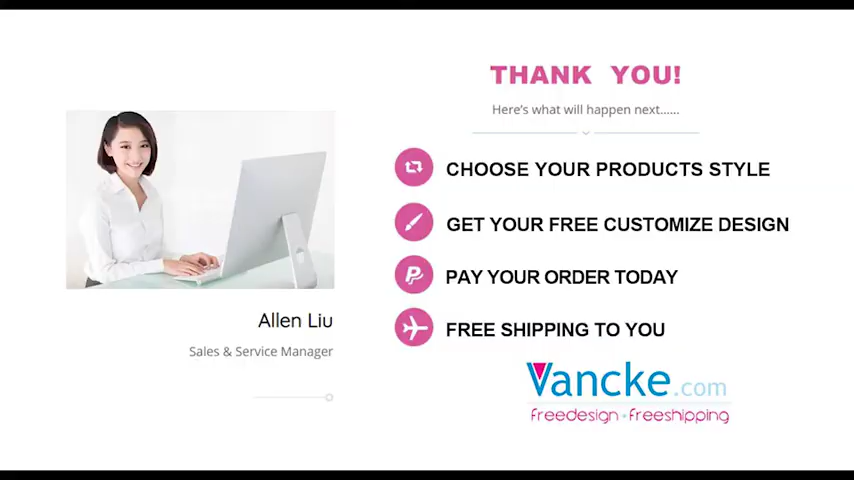 THANK YOU!
Here's what will happen next......
CHOOSE YOUR PRODUCTS STYLE
GET YOUR FREE CUSTOMIZE DESIGN
PAY YOUR ORDER TODAY
FREE SHIPPING TO YOU
Allen Liu
Sales & Service Manager
Vancke.com
freedesign + freeshipping